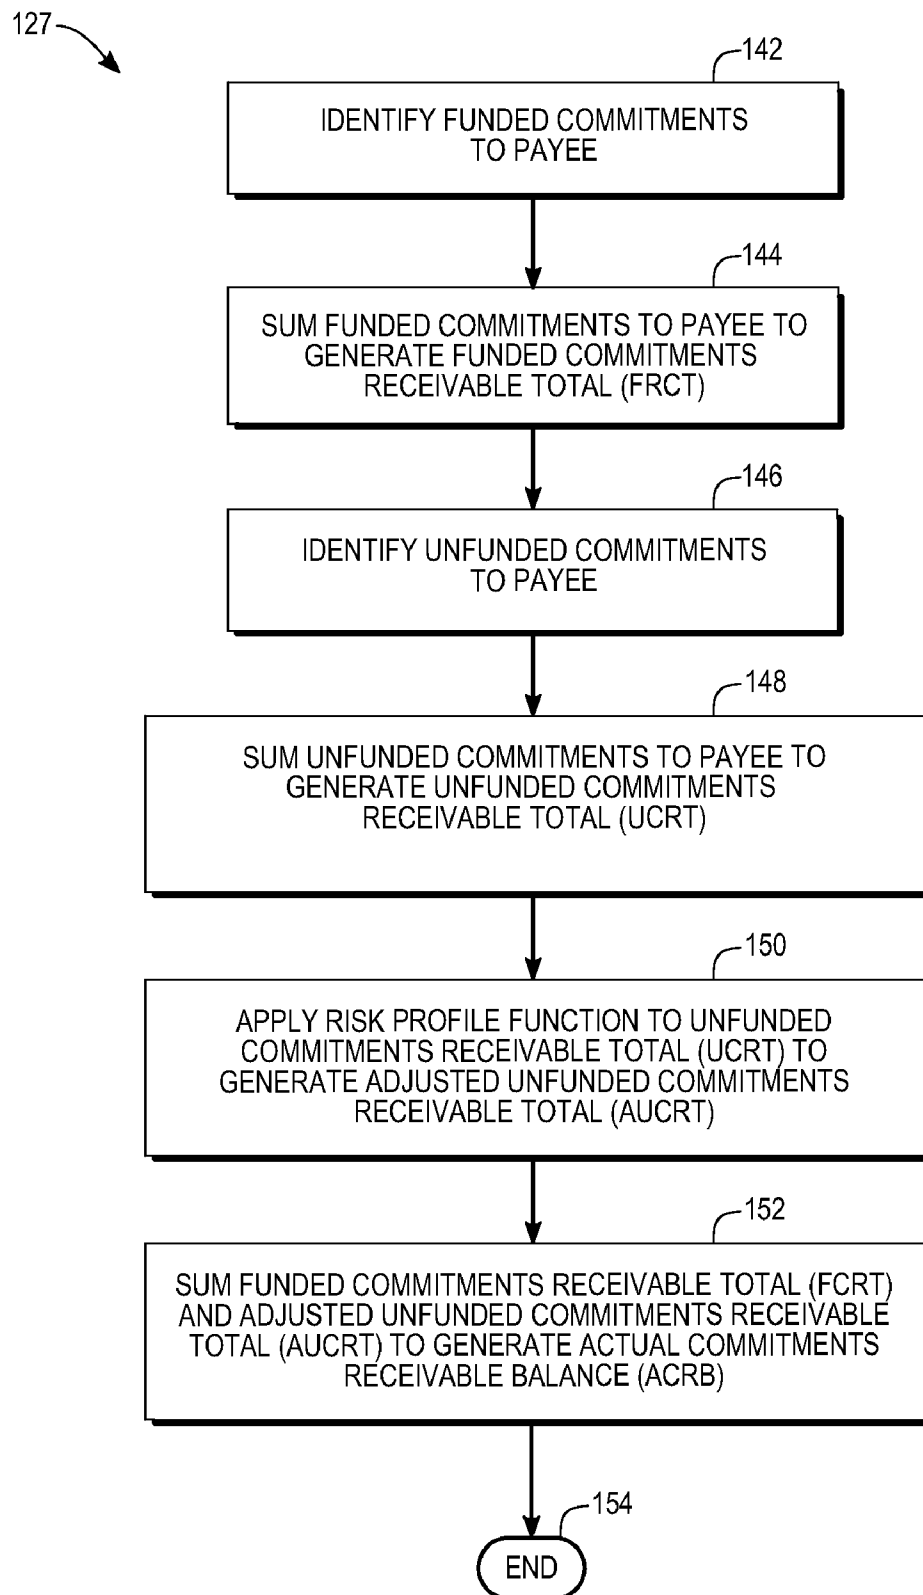 127
142
IDENTIFY FUNDED COMMITMENTS
TO PAYEE
144
SUM FUNDED COMMITMENTS TO PAYEE TO
GENERATE FUNDED COMMITMENTS
RECEIVABLE TOTAL (FRCT)
146
IDENTIFY UNFUNDED COMMITMENTS
TO PAYEE
148
SUM UNFUNDED COMMITMENTS TO PAYEE TO
GENERATE UNFUNDED COMMITMENTS
RECEIVABLE TOTAL (UCRT)
150
APPLY RISK PROFILE FUNCTION TO UNFUNDED
COMMITMENTS RECEIVABLE TOTAL (UCRT) TO
GENERATE ADJUSTED UNFUNDED COMMITMENTS
RECEIVABLE TOTAL (AUCRT)
152
SUM FUNDED COMMITMENTS RECEIVABLE TOTAL (FCRT)
AND ADJUSTED UNFUNDED COMMITMENTS RECEIVABLE
TOTAL (AUCRT) TO GENERATE ACTUAL COMMITMENTS
RECEIVABLE BALANCE (ACRB)
154
END